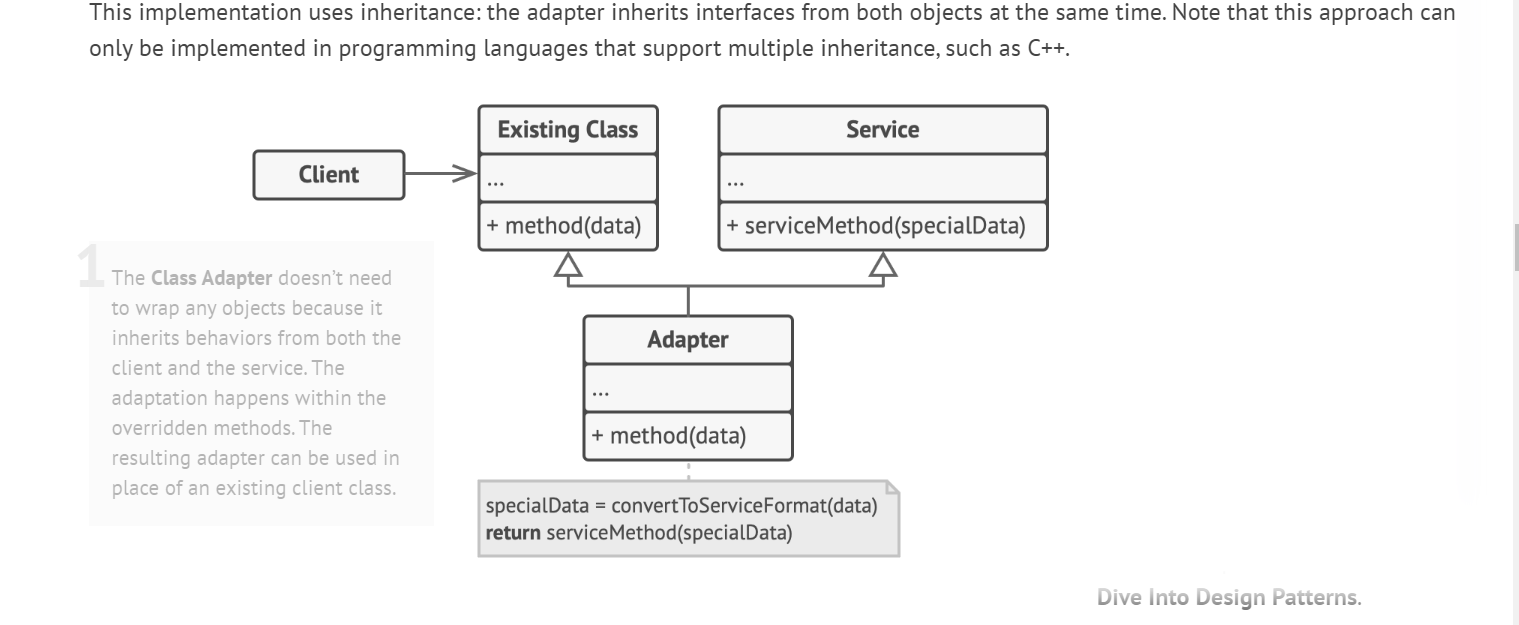 This implementation uses inheritance: the adapter inherits interfaces from both objects at the same time. Note that this approach can
only be implemented in programming languages that support multiple inheritance, such as C++.
Client
Existing Class
...
+ method(data)
Service
...
+ serviceMethod(specialData)
1
The Class Adapter doesn't need
to wrap any objects because it
inherits behaviors from both the
client and the service. The
adaptation happens within the
overridden methods. The
resulting adapter can be used in
place of an existing client class.
Adapter
...
+ method(data)
specialData = convertToServiceFormat(data)
return serviceMethod(specialData)
Dive Into Design Patterns.